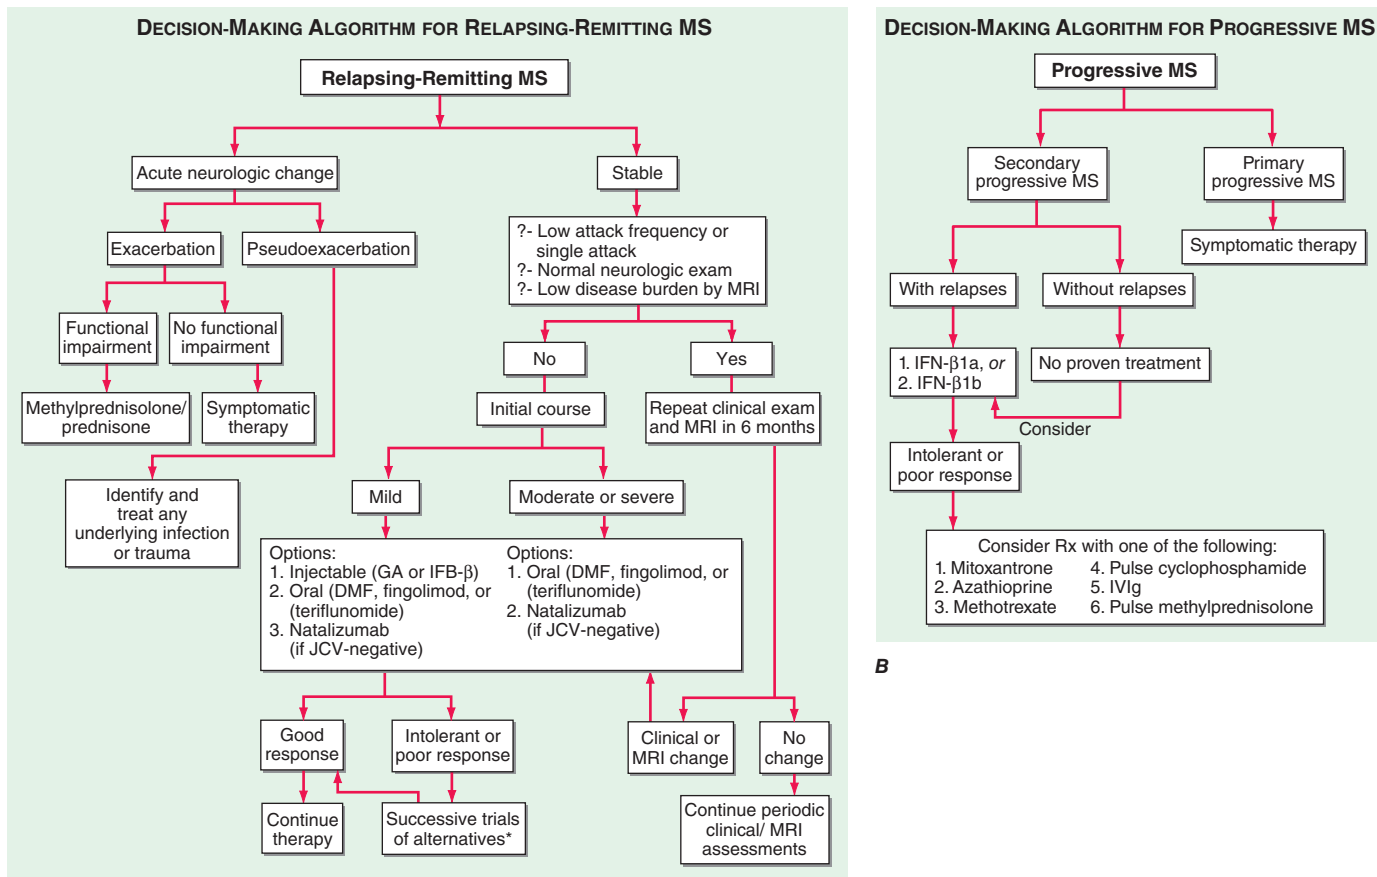 DECISION-MAKING ALGORITHM FOR RELAPSING-REMITTING MS
Relapsing-Remitting MS
Acute neurologic change
Stable
Exacerbation
Pseudoexacerbation
?- Low attack frequency or
single attack
?- Normal neurologic exam
?- Low disease burden by MRI
Functional
impairment
No functional
impairment
No
Yes
Methylprednisolone/
prednisone
Symptomatic
therapy
Initial course
Repeat clinical exam
and MRI in 6 months
Identify and
treat any
underlying infection
or trauma
Mild
Moderate or severe
Options:
1. Injectable (GA or IFB-β)
2. Oral (DMF, fingolimod, or
(teriflunomide)
3. Natalizumab
(if JCV-negative)
Options:
1. Oral (DMF, fingolimod, or
(teriflunomide)
2. Natalizumab
(if JCV-negative)
Good
response
Intolerant or
poor response
Clinical or
MRI change
No
change
Continue
therapy
Successive trials
of alternatives*
Continue periodic
clinical/ MRI
assessments
DECISION-MAKING ALGORITHM FOR PROGRESSIVE MS
Progressive MS
Secondary
progressive MS
Primary
progressive MS
Symptomatic therapy
With relapses
Without relapses
1. IFN-β1a, or
2. IFN-β1b
No proven treatment
Consider
Intolerant or
poor response
Consider Rx with one of the following:
1. Mitoxantrone
2. Azathioprine
3. Methotrexate
4. Pulse cyclophosphamide
5. IVIg
6. Pulse methylprednisolone
B